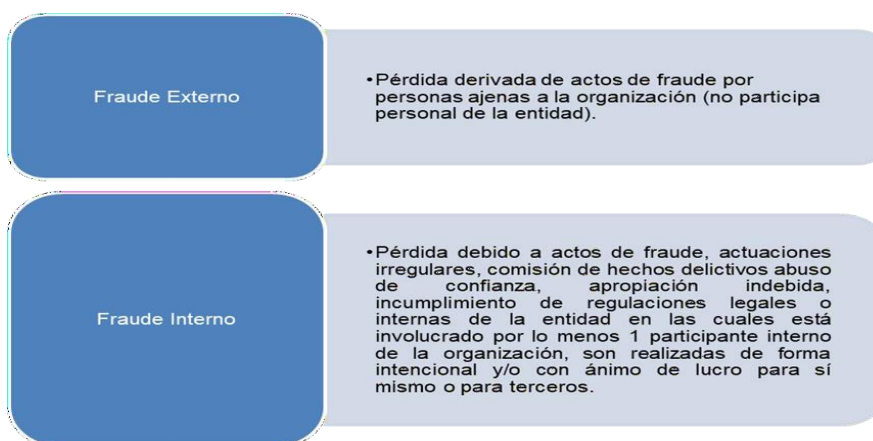 Fraude Externo
•Pérdida derivada de actos de fraude por
personas ajenas a la organización (no participa
personal de la entidad).
Fraude Interno
•Pérdida debido a actos de fraude, actuaciones
irregulares, comisión de hechos delictivos abuso
de confianza, apropiación indebida,
incumplimiento de regulaciones legales o
internas de la entidad en las cuales está
involucrado por lo menos 1 participante interno
de la organización, son realizadas de forma
intencional y/o con ánimo de lucro para sí
mismo o para terceros.